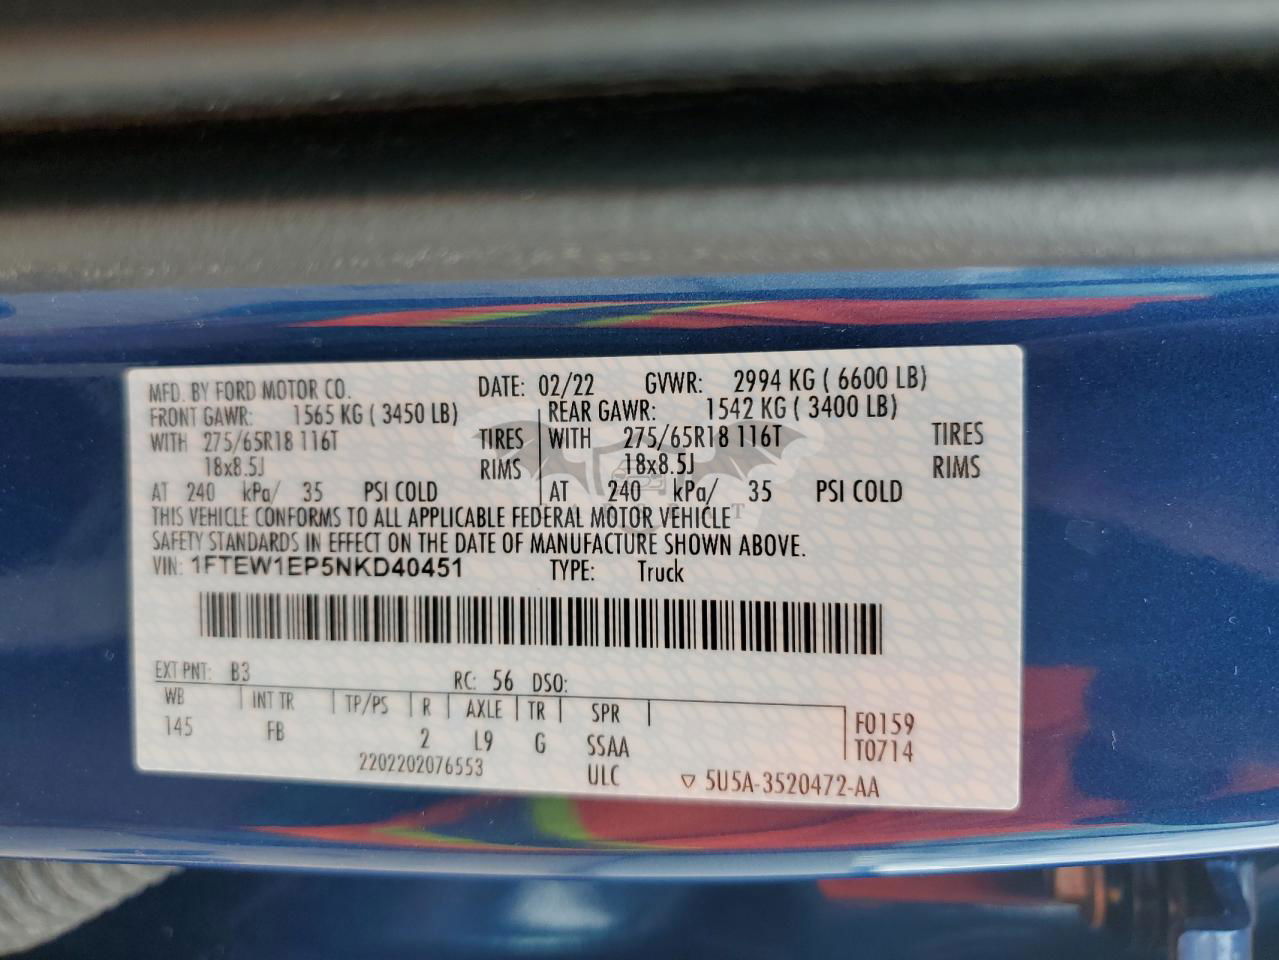 MFD. BY FORD MOTOR CO. DATE: 02/22 GVWR: 2994 KG ( 6600 LB)
FRONT GAWR: 1565 KG ( 3450 LB) REAR GAWR: 1542 KG ( 3400 LB)
WITH 275/65R18 116T TIRES WITH 275/65R18 116T TIRES
18x8.5J RIMS 18x8.5J RIMS
AT 240 kPa/ 35 PSI COLD AT 240 kPa/ 35 PSI COLD
THIS VEHICLE CONFORMS TO ALL APPLICABLE FEDERAL MOTOR VEHICLE
SAFETY STANDARDS IN EFFECT ON THE DATE OF MANUFACTURE SHOWN ABOVE.
VIN: 1FTEW1EP5NKD40451 TYPE: Truck
EXT PNT: B3 RC: 56 DSO:
WB INT TR TP/PS R AXLE TR SPR F0159
145 FB 2 L9 G SSAA T0714
2202202076553 ULC ▽ 5U5A-3520472-AA